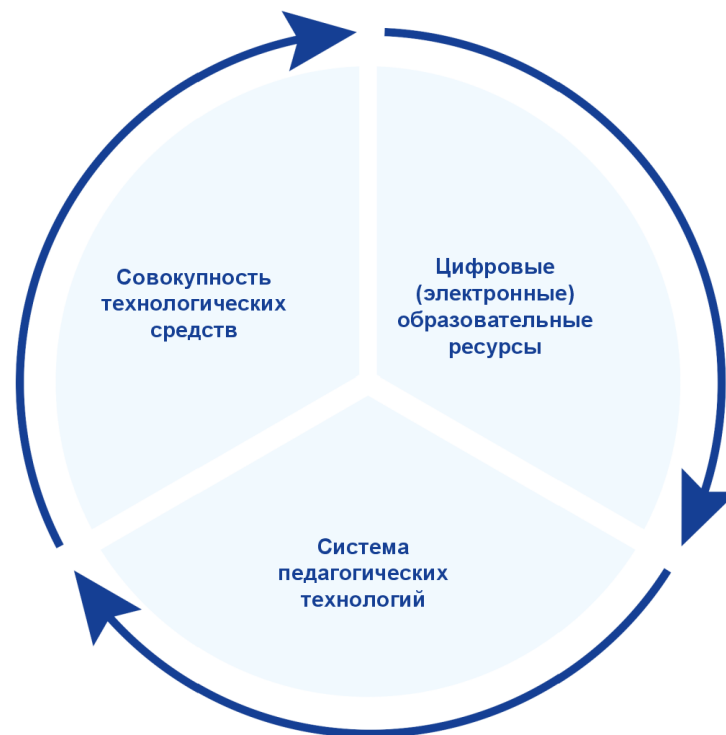 Совокупность
технологических
средств
Цифровые
(электронные)
образовательные
ресурсы
Система
педагогических
технологий